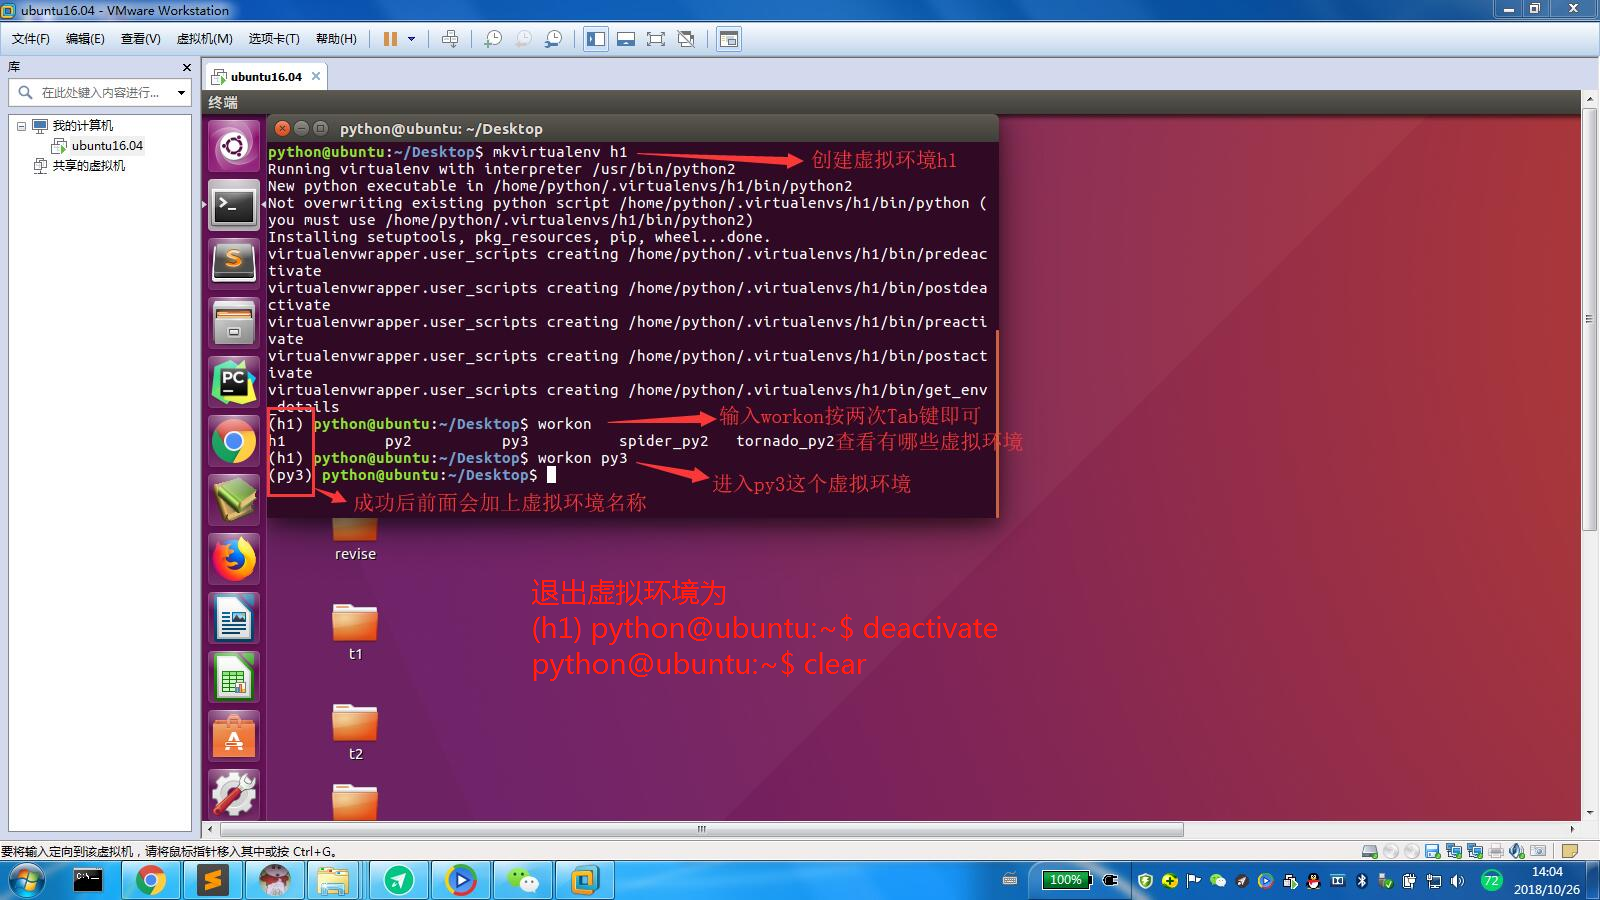 ubuntu16.04 - VMware Workstation
文件(F) 编辑(E) 查看(V) 虚拟机(M) 选项卡(T) 帮助(H)
库
在此处键入内容进行...
我的计算机
ubuntu16.04
共享的虚拟机
ubuntu16.04
终端
python@ubuntu: ~/Desktop
python@ubuntu:~/Desktop$ mkvirtualenv h1
创建虚拟环境h1
Running virtualenv with interpreter /usr/bin/python2
New python executable in /home/python/.virtualenvs/h1/bin/python2
Not overwriting existing python script /home/python/.virtualenvs/h1/bin/python (
you must use /home/python/.virtualenvs/h1/bin/python2)
Installing setuptools, pkg_resources, pip, wheel...done.
virtualenvwrapper.user_scripts creating /home/python/.virtualenvs/h1/bin/predeac
tivate
virtualenvwrapper.user_scripts creating /home/python/.virtualenvs/h1/bin/postdea
ctivate
virtualenvwrapper.user_scripts creating /home/python/.virtualenvs/h1/bin/preacti
vate
virtualenvwrapper.user_scripts creating /home/python/.virtualenvs/h1/bin/postact
ivate
virtualenvwrapper.user_scripts creating /home/python/.virtualenvs/h1/bin/get_env
_details
(h1) python@ubuntu:~/Desktop$ workon
输入workon按两次Tab键即可
h1 py2 py3 spider_py2 tornado_py2
查看有哪些虚拟环境
(h1) python@ubuntu:~/Desktop$ workon py3
(py3) python@ubuntu:~/Desktop$
进入py3这个虚拟环境
成功后前面会加上虚拟环境名称
revise
t1
t2
退出虚拟环境为
(h1) python@ubuntu:~$ deactivate
python@ubuntu:~$ clear
要将输入定向到该虚拟机，请将鼠标指针移入其中或按 Ctrl+G。
C:\_
100%
72
14:04
2018/10/26